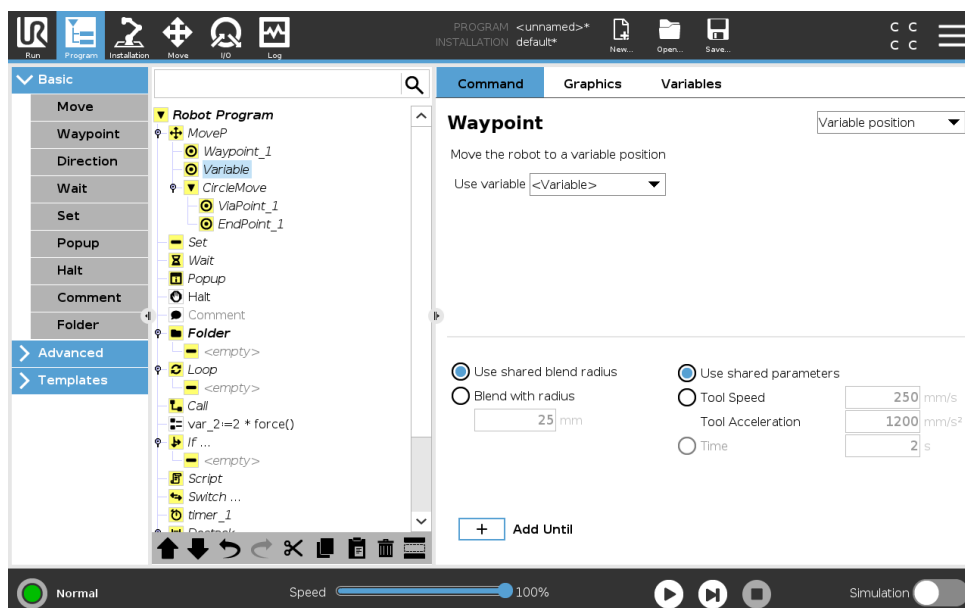 PROGRAM <unnamed>*
INSTALLATION default*
C C
C C
Run
Program
Installation
Move
I/O
Log
New...
Open...
Save...
Basic
Move
Waypoint
Direction
Wait
Set
Popup
Halt
Comment
Folder
Advanced
Templates
Robot Program
MoveP
Waypoint_1
Variable
CircleMove
ViaPoint_1
EndPoint_1
Set
Wait
Popup
Halt
Comment
Folder
<empty>
Loop
<empty>
Call
var_2:=2 * force()
If ...
<empty>
Script
Switch ...
timer_1
Command
Graphics
Variables
Waypoint
Variable position
Move the robot to a variable position
Use variable <Variable>
Use shared blend radius
Blend with radius
25 mm
Use shared parameters
Tool Speed 250 mm/s
Tool Acceleration 1200 mm/s²
Time 2 s
+ Add Until
Normal
Speed 100%
Simulation